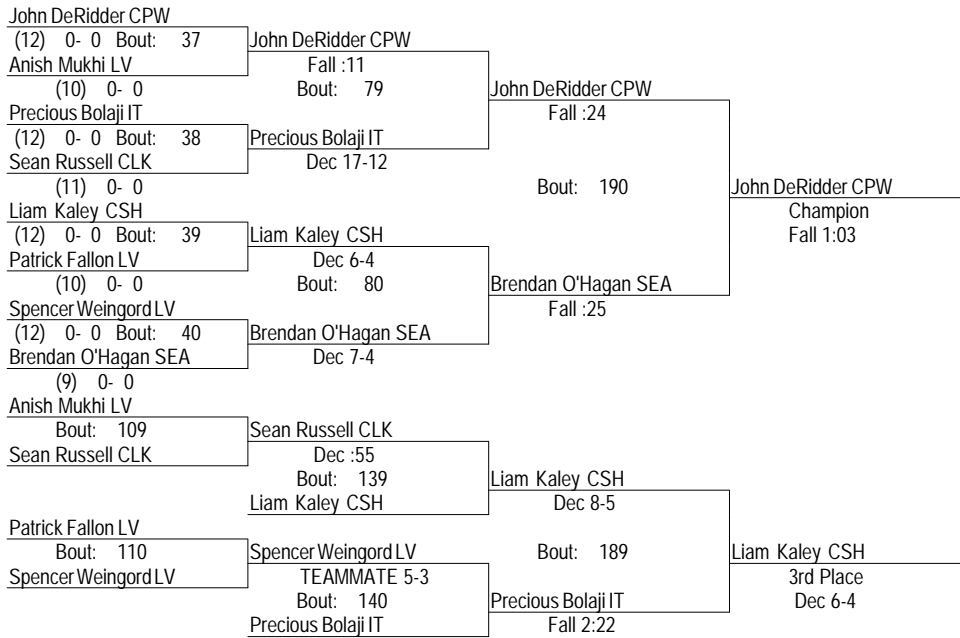 John DeRidder CPW
(12) 0- 0 Bout: 37 John DeRidder CPW
Anish Mukhi LV Fall :11
(10) 0- 0 Bout: 79 John DeRidder CPW
Precious Bolaji IT Fall :24
(12) 0- 0 Bout: 38 Precious Bolaji IT
Sean Russell CLK Dec 17-12
(11) 0- 0 Bout: 190 John DeRidder CPW
Liam Kaley CSH Champion
(12) 0- 0 Bout: 39 Liam Kaley CSH Fall 1:03
Patrick Fallon LV Dec 6-4
(10) 0- 0 Bout: 80 Brendan O'Hagan SEA
Spencer Weingord LV Fall :25
(12) 0- 0 Bout: 40 Brendan O'Hagan SEA
Brendan O'Hagan SEA Dec 7-4
(9) 0- 0
Anish Mukhi LV
Bout: 109 Sean Russell CLK
Sean Russell CLK Dec :55
Bout: 139 Liam Kaley CSH
Liam Kaley CSH Dec 8-5
Patrick Fallon LV
Bout: 110 Spencer Weingord LV Bout: 189 Liam Kaley CSH
Spencer Weingord LV TEAMMATE 5-3 3rd Place
Bout: 140 Precious Bolaji IT Dec 6-4
Precious Bolaji IT Fall 2:22